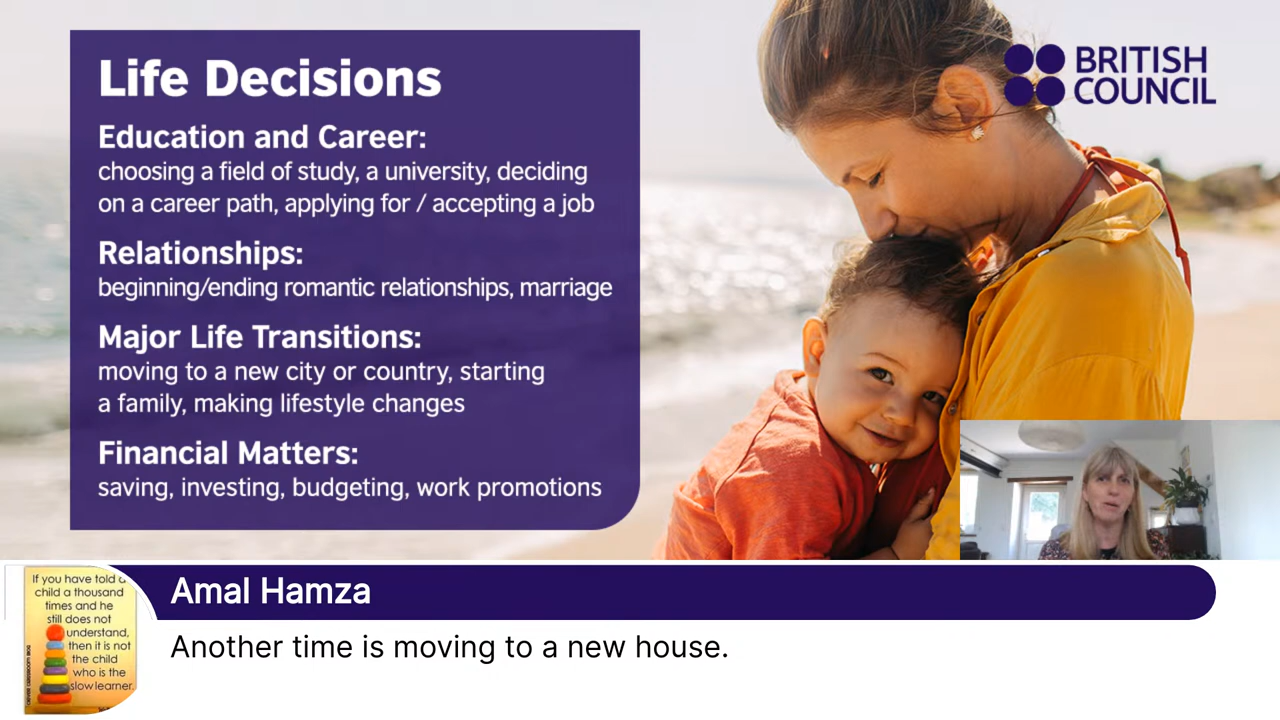 Life Decisions
Education and Career:
choosing a field of study, a university, deciding
on a career path, applying for / accepting a job
Relationships:
beginning/ending romantic relationships, marriage
Major Life Transitions:
moving to a new city or country, starting
a family, making lifestyle changes
Financial Matters:
saving, investing, budgeting, work promotions
BRITISH
COUNCIL
Amal Hamza
Another time is moving to a new house.
If you have told a
child a thousand
times and he
still does not
understand,
then it is not
the child
who is the
slow learner.